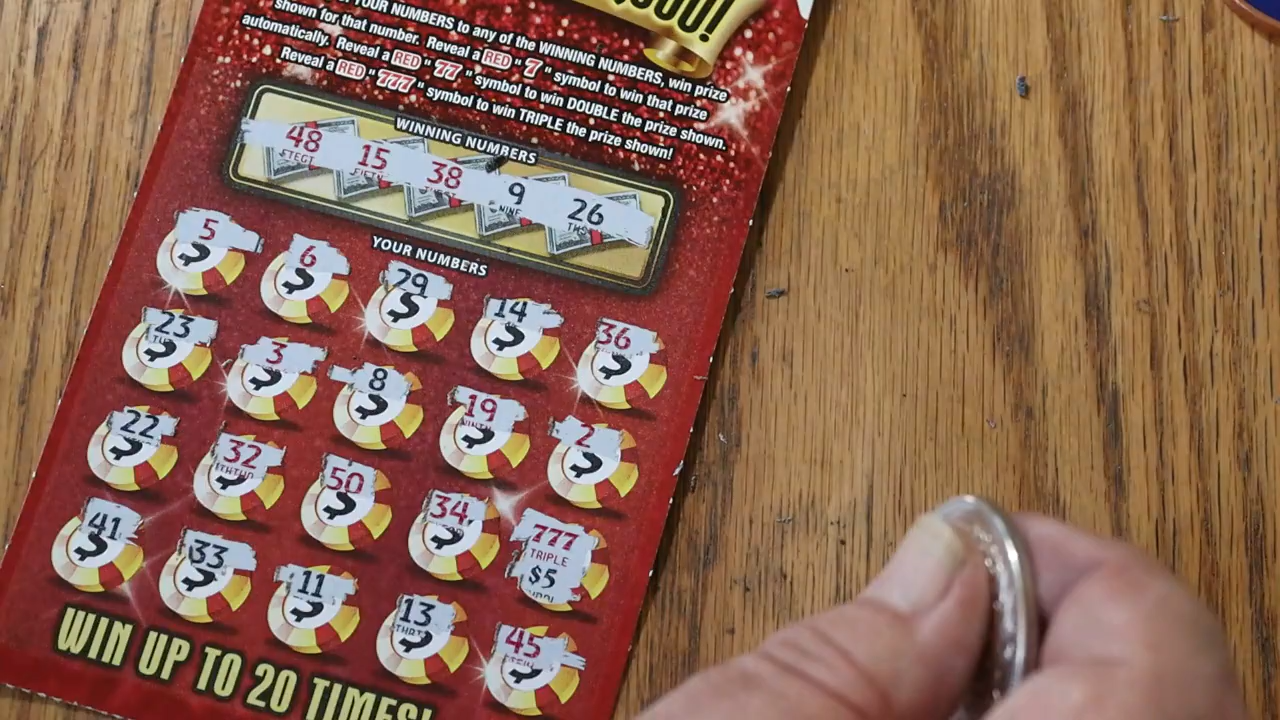 YOUR NUMBERS to any of the WINNING NUMBERS, win prize
shown for that number. Reveal a RED "7" symbol to win that prize
automatically. Reveal a RED "77" symbol to win DOUBLE the prize shown.
Reveal a RED "777" symbol to win TRIPLE the prize shown!
WINNING NUMBERS
48 15 38 9 26
NINE
YOUR NUMBERS
5 6 29 14 36
23 3 8 19 2
22 32 50 34 777
TRIPLE
$5
41 33 11 13 45
WIN UP TO 20 TIMES!